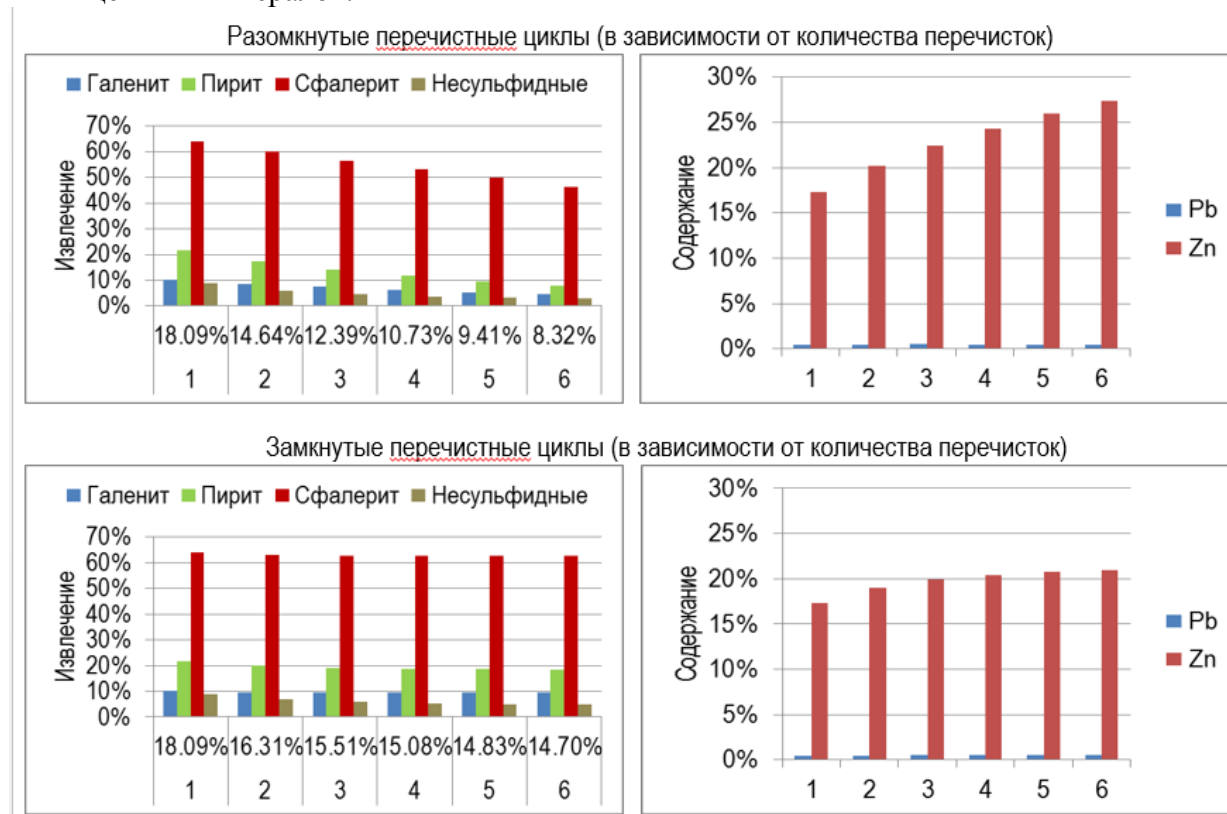 Разомкнутые перечистные циклы (в зависимости от количества перечисток)
Галенит Пирит Сфалерит Несульфидные
70%
60%
50%
40%
30%
20%
10%
0%
Извлечение
18.09% 14.64% 12.39% 10.73% 9.41% 8.32%
1 2 3 4 5 6
30%
25%
20%
15%
10%
5%
0%
Содержание
1 2 3 4 5 6
Pb
Zn
Замкнутые перечистные циклы (в зависимости от количества перечисток)
Галенит Пирит Сфалерит Несульфидные
70%
60%
50%
40%
30%
20%
10%
0%
Извлечение
18.09% 16.31% 15.51% 15.08% 14.83% 14.70%
1 2 3 4 5 6
30%
25%
20%
15%
10%
5%
0%
Содержание
1 2 3 4 5 6
Pb
Zn